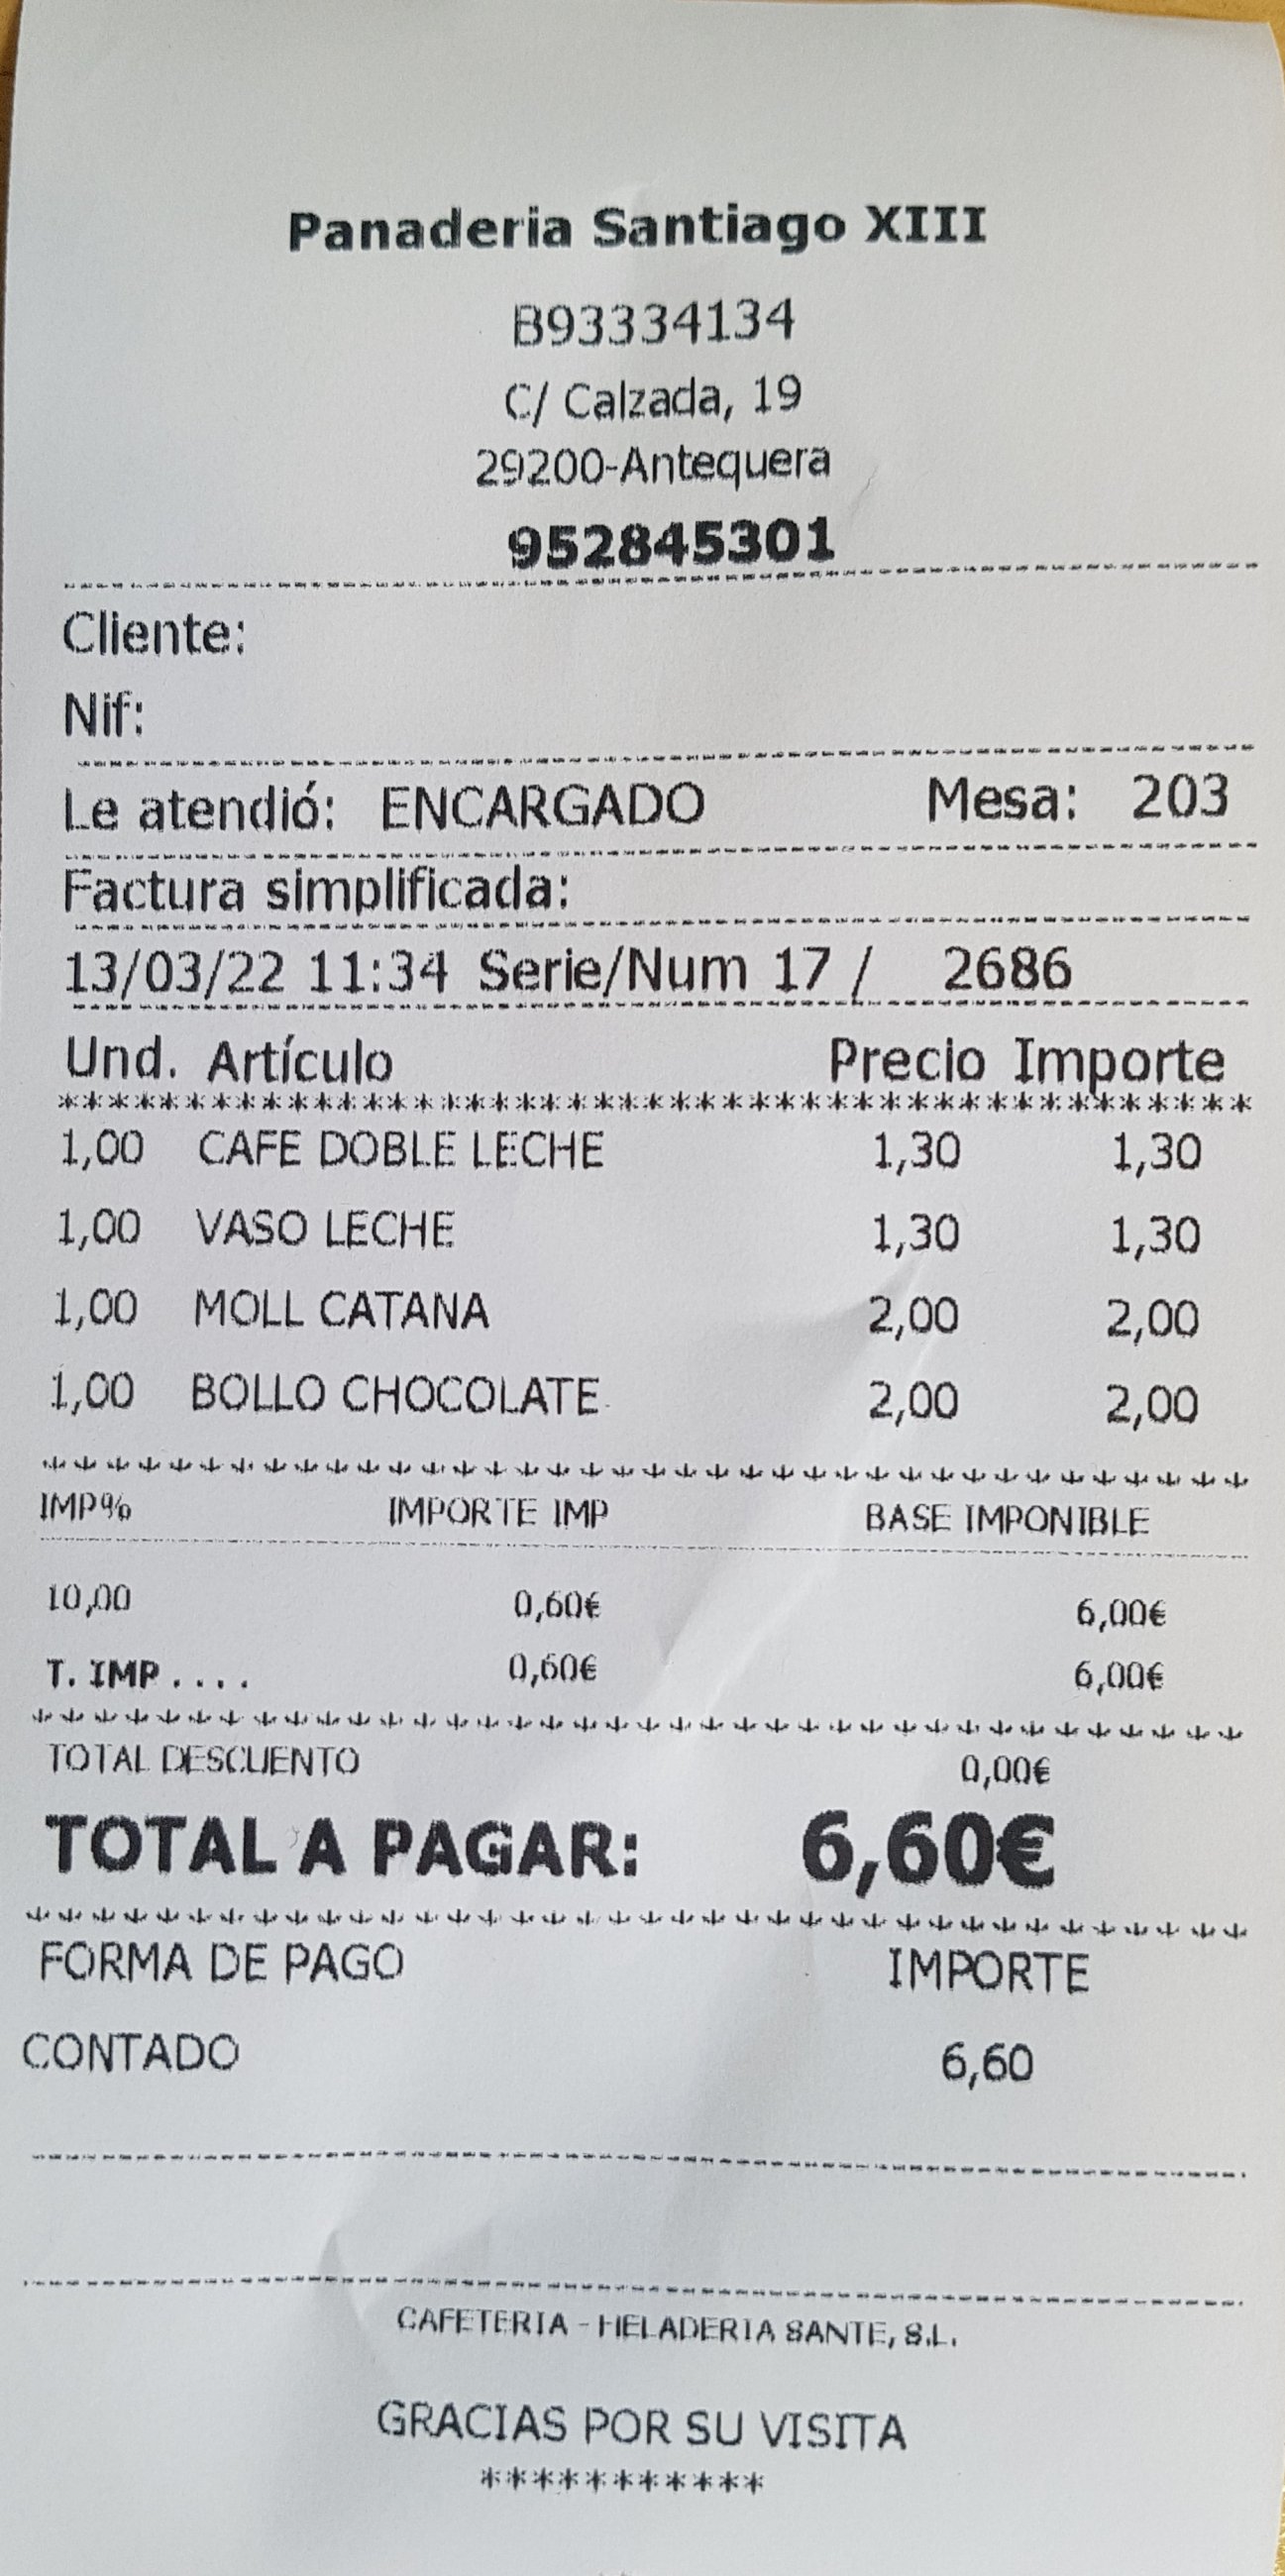 Panaderia Santiago XIII
B93334134
C/ Calzada, 19
29200-Antequera
952845301
Cliente:
Nif:
Le atendió: ENCARGADO Mesa: 203
Factura simplificada:
13/03/22 11:34 Serie/Num 17 / 2686
Und. Artículo Precio Importe
1,00 CAFE DOBLE LECHE 1,30 1,30
1,00 VASO LECHE 1,30 1,30
1,00 MOLL CATANA 2,00 2,00
1,00 BOLLO CHOCOLATE 2,00 2,00
IMP% IMPORTE IMP BASE IMPONIBLE
10,00 0,60€ 6,00€
T. IMP.... 0,60€ 6,00€
TOTAL DESCUENTO 0,00€
TOTAL A PAGAR: 6,60€
FORMA DE PAGO IMPORTE
CONTADO 6,60
CAFETERIA - HELADERIA SANTE, S.L.
GRACIAS POR SU VISITA
***********